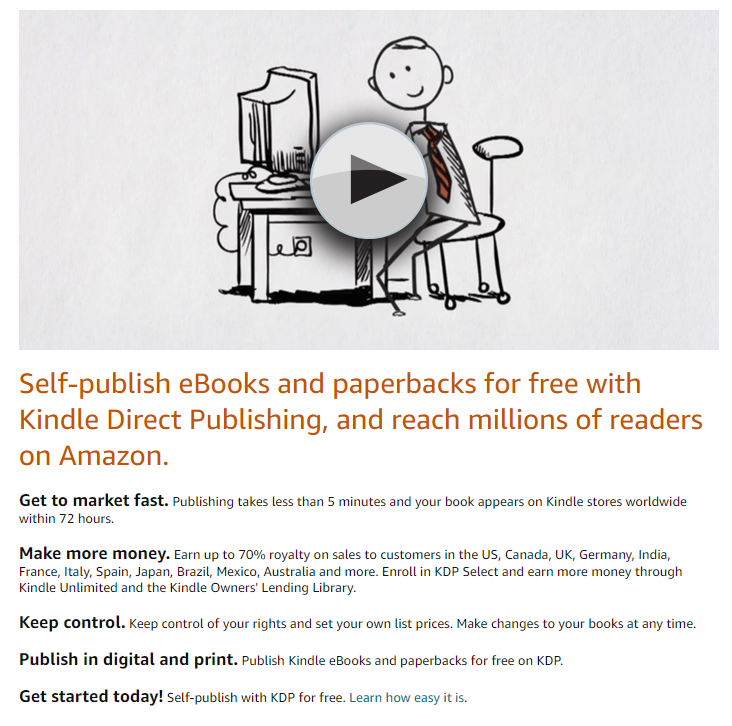 Self-publish eBooks and paperbacks for free with
Kindle Direct Publishing, and reach millions of readers
on Amazon.
Get to market fast. Publishing takes less than 5 minutes and your book appears on Kindle stores worldwide
within 72 hours.
Make more money. Earn up to 70% royalty on sales to customers in the US, Canada, UK, Germany, India,
France, Italy, Spain, Japan, Brazil, Mexico, Australia and more. Enroll in KDP Select and earn more money through
Kindle Unlimited and the Kindle Owners' Lending Library.
Keep control. Keep control of your rights and set your own list prices. Make changes to your books at any time.
Publish in digital and print. Publish Kindle eBooks and paperbacks for free on KDP.
Get started today! Self-publish with KDP for free. Learn how easy it is.